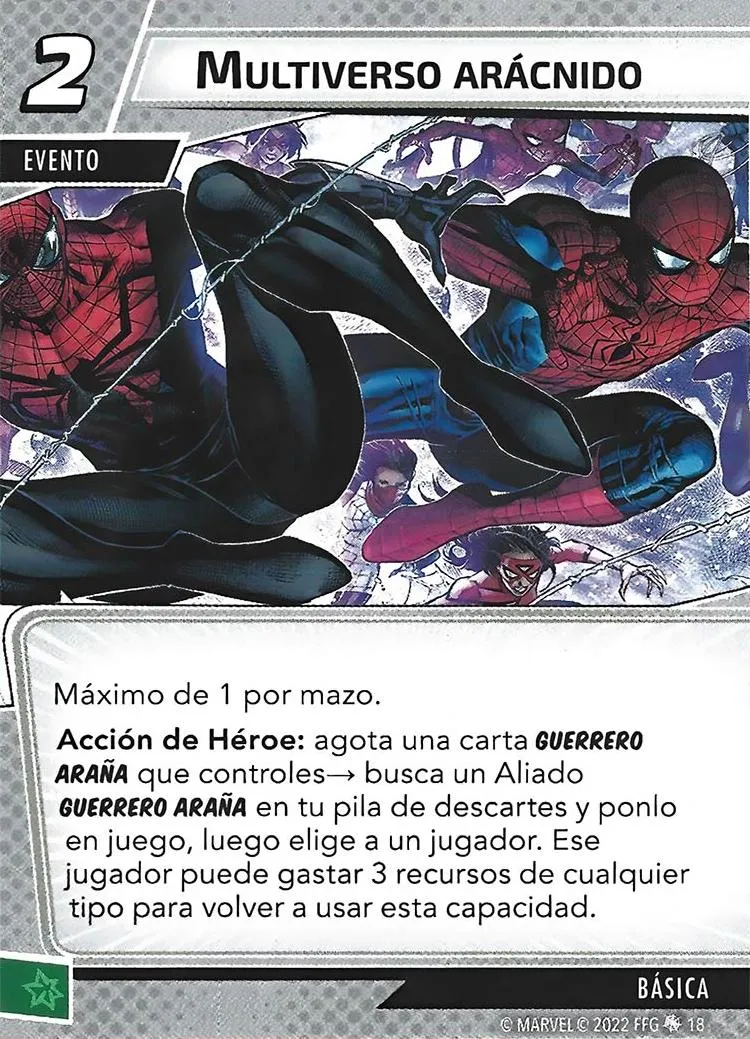 2
MULTIVERSO ARÁCNIDO
EVENTO
Máximo de 1 por mazo.
Acción de Héroe: agota una carta GUERRERO
ARAÑA que controles→ busca un Aliado
GUERRERO ARAÑA en tu pila de descartes y ponlo
en juego, luego elige a un jugador. Ese
jugador puede gastar 3 recursos de cualquier
tipo para volver a usar esta capacidad.
BÁSICA
© MARVEL © 2022 FFG 18